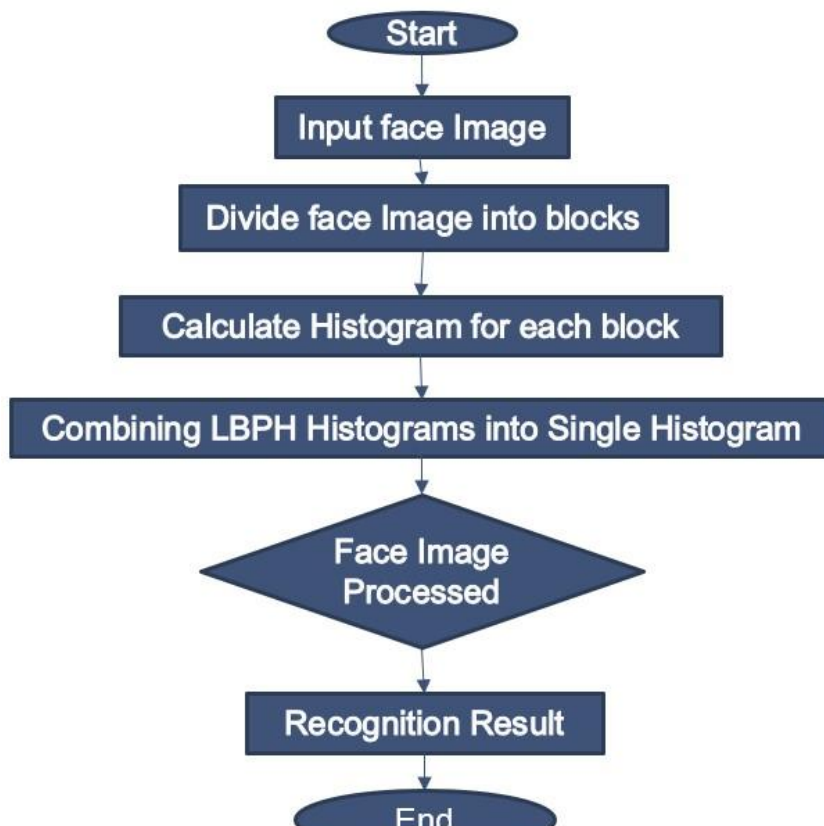 Start
Input face Image
Divide face Image into blocks
Calculate Histogram for each block
Combining LBPH Histograms into Single Histogram
Face Image
Processed
Recognition Result
End